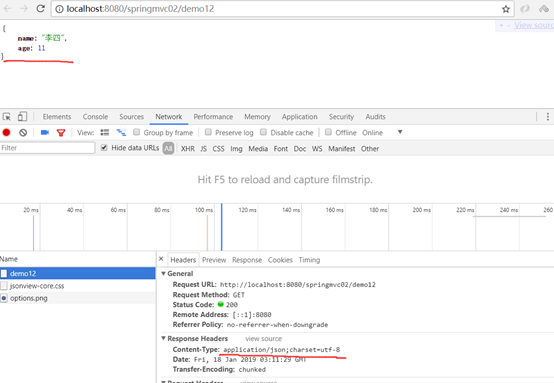 localhost:8080/springmvc02/demo12
View sourc
{
name: "李四",
age: 11
}
Elements Console Sources Network Performance Memory Application Security Audits
View: Group by frame Preserve log Disable cache Offline Online
Filter Hide data URLs All XHR JS CSS Img Media Font Doc WS Manifest Other
Hit F5 to reload and capture filmstrip.
20 ms 40 ms 60 ms 80 ms 100 ms 120 ms 140 ms 160 ms 180 ms 200 ms 220 ms 240 ms 260
Name × Headers Preview Response Cookies Timing
demo12
jsonview-core.css
options.png
▼ General
Request URL: http://localhost:8080/springmvc02/demo12
Request Method: GET
Status Code: 200
Remote Address: [::1]:8080
Referrer Policy: no-referrer-when-downgrade
▼ Response Headers view source
Content-Type: application/json;charset=utf-8
Date: Fri, 18 Jan 2019 03:11:29 GMT
Transfer-Encoding: chunked
▼ Request Headers view source